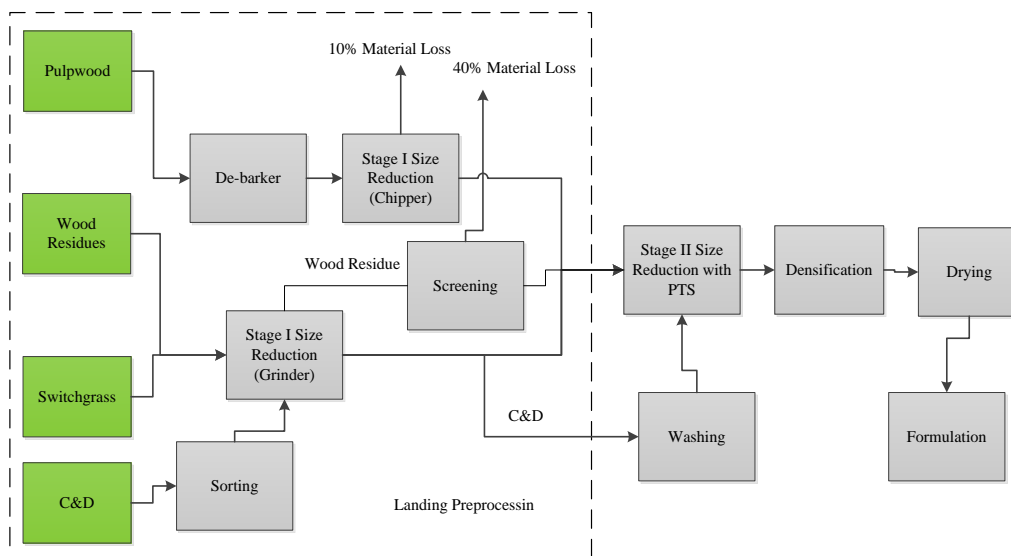 10% Material Loss
40% Material Loss
Pulpwood
De-barker
Stage I Size
Reduction
(Chipper)
Wood
Residues
Wood Residue
Screening
Stage II Size
Reduction with
PTS
Densification
Drying
Stage I Size
Reduction
(Grinder)
Switchgrass
C&D
Washing
Formulation
C&D
Sorting
Landing Preprocessin